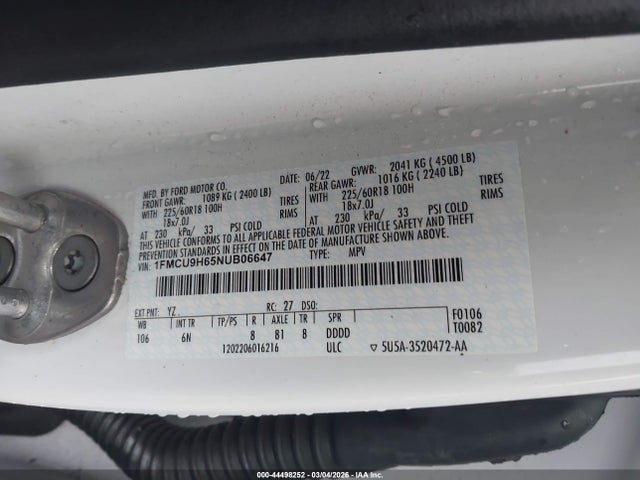 MFD. BY FORD MOTOR CO.
DATE: 06/22 GVWR: 2041 KG ( 4500 LB)
FRONT GAWR: 1089 KG ( 2400 LB) REAR GAWR: 1016 KG ( 2240 LB)
WITH 225/60R18 100H TIRES WITH 225/60R18 100H TIRES
18x7.0J RIMS 18x7.0J RIMS
AT 230 kPa/ 33 PSI COLD AT 230 kPa/ 33 PSI COLD
THIS VEHICLE CONFORMS TO ALL APPLICABLE FEDERAL MOTOR VEHICLE SAFETY, BUMPER, AND THEFT
PREVENTION STANDARDS IN EFFECT ON THE DATE OF MANUFACTURE SHOWN ABOVE.
1FMCU9H65NUB06647 TYPE: MPV
EXT PNT: YZ RC: 27 DSO: F0106
WB INT TR TP/PS R AXLE TR SPR T0082
106 6N 8 81 8 DDDD
1202206016216 ULC ▽ 5U5A-3520472-AA
000-44498252 - 03/04/2026 - IAA Inc.